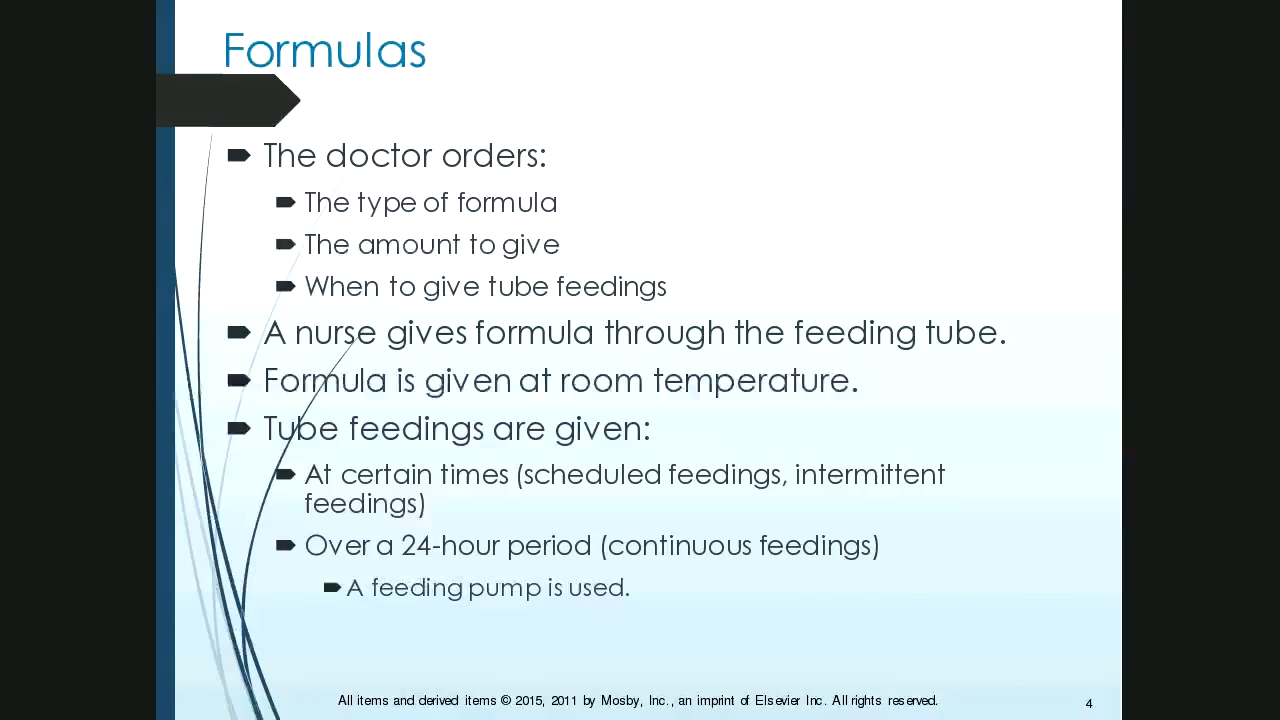 Formulas
The doctor orders:
The type of formula
The amount to give
When to give tube feedings
A nurse gives formula through the feeding tube.
Formula is given at room temperature.
Tube feedings are given:
At certain times (scheduled feedings, intermittent
feedings)
Over a 24-hour period (continuous feedings)
A feeding pump is used.
All items and derived items © 2015, 2011 by Mosby, Inc., an imprint of Elsevier Inc. All rights reserved.
4